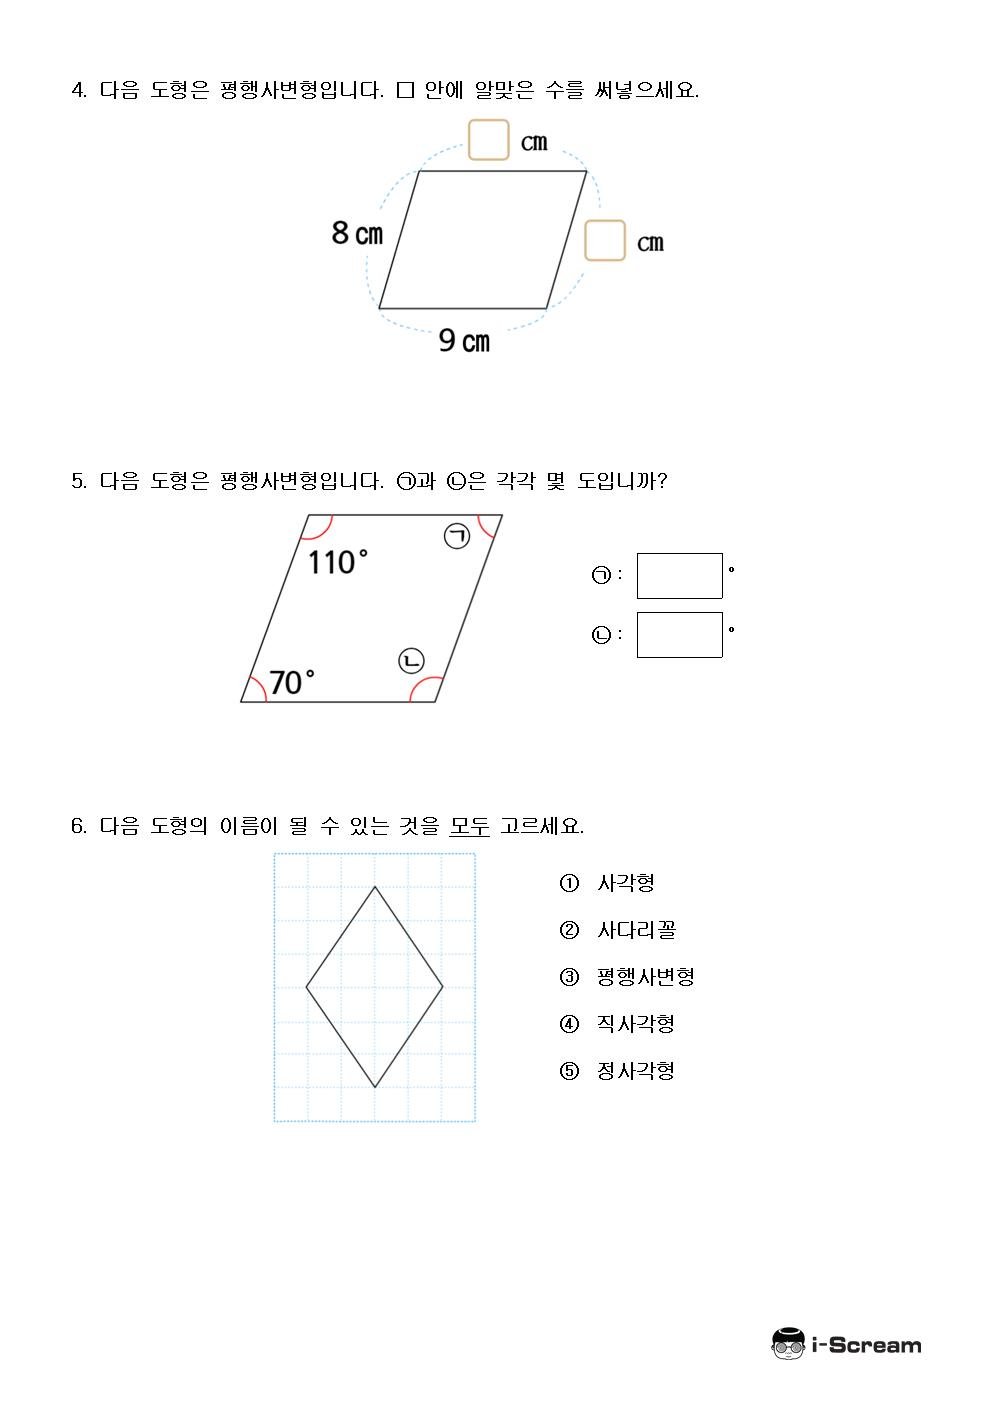 4. 다음 도형은 평행사변형입니다. □ 안에 알맞은 수를 써넣으세요.
cm
8 cm
cm
9 cm
5. 다음 도형은 평행사변형입니다. ㉠과 ㉡은 각각 몇 도입니까?
㉠
110°
㉠ : °
㉡ : °
㉡
70°
6. 다음 도형의 이름이 될 수 있는 것을 모두 고르세요.
① 사각형
② 사다리꼴
③ 평행사변형
④ 직사각형
⑤ 정사각형
i-Scream